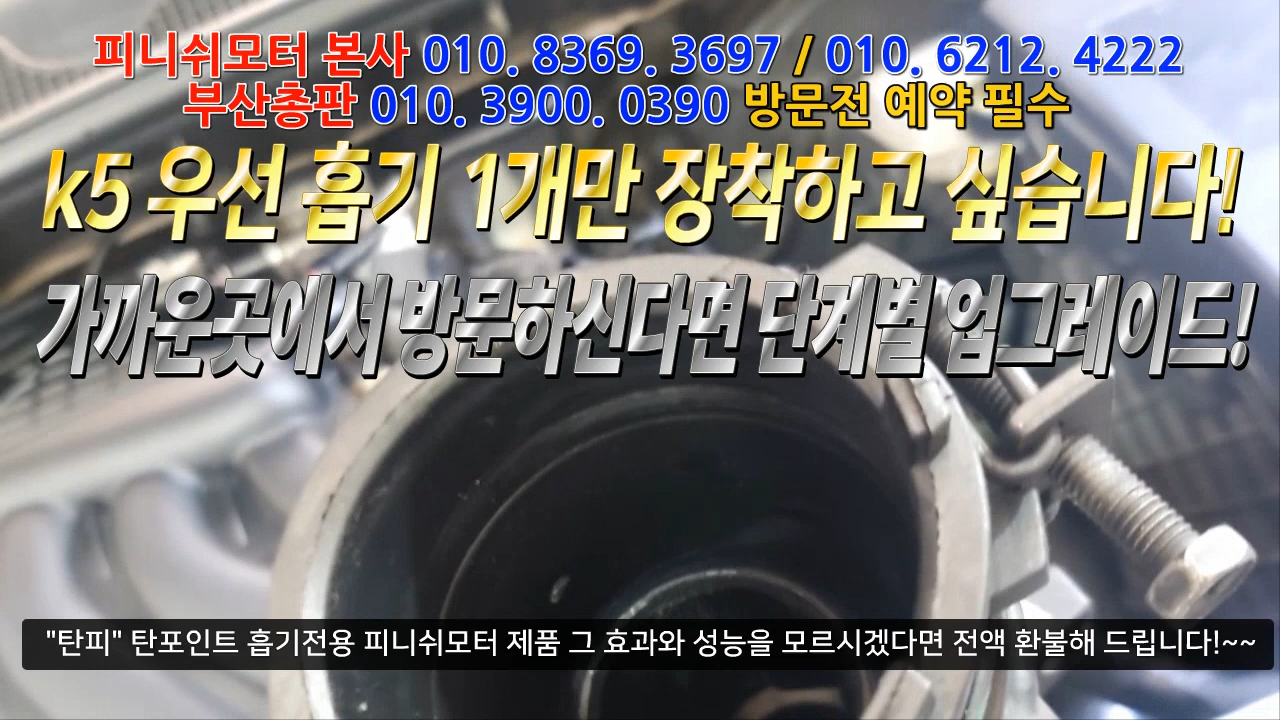 피니쉬모터 본사 010. 8369. 3697 / 010. 6212. 4222
부산총판 010. 3900. 0390 방문전 예약 필수
k5 우선 흡기 1개만 장착하고 싶습니다!
가까운곳에서 방문하신다면 단계별 업그레이드!
"탄피" 탄포인트 흡기전용 피니쉬모터 제품 그 효과와 성능을 모르시겠다면 전액 환불해 드립니다!~~